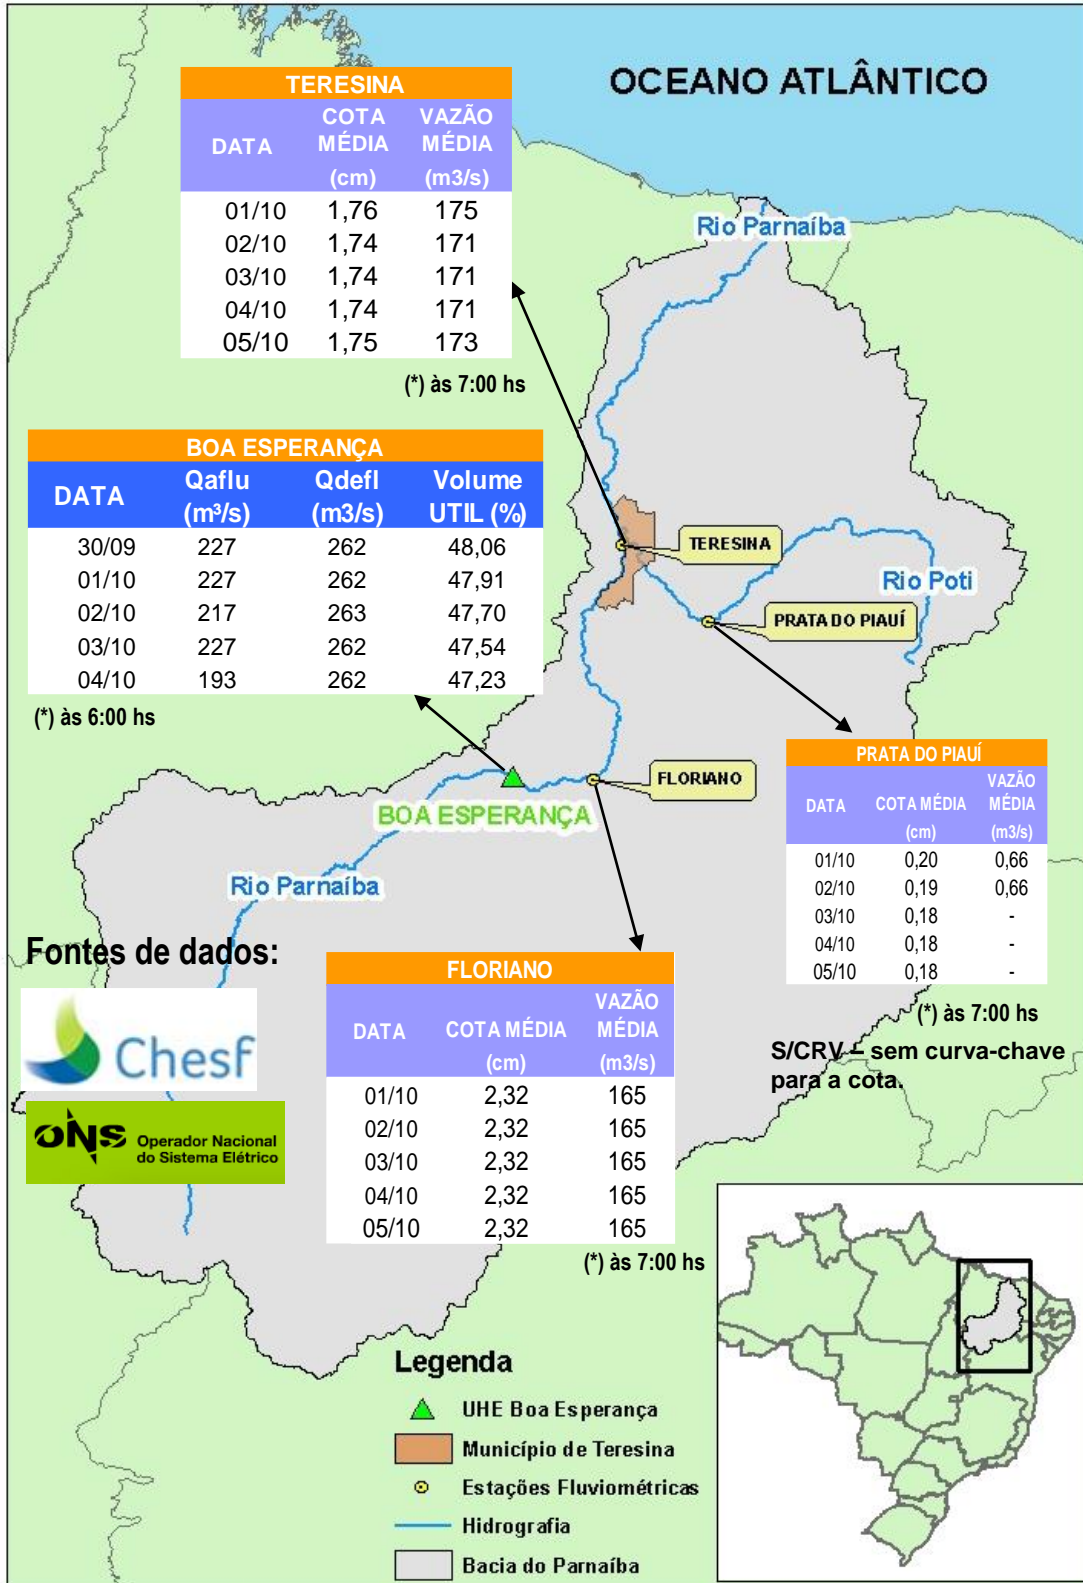 OCEANO ATLÂNTICO
TERESINA
DATA COTA MÉDIA (cm) VAZÃO MÉDIA (m3/s)
01/10 1,76 175
02/10 1,74 171
03/10 1,74 171
04/10 1,74 171
05/10 1,75 173
(*) às 7:00 hs
Rio Parnaíba
BOA ESPERANÇA
DATA Qaflu (m³/s) Qdefl (m3/s) Volume UTIL (%)
30/09 227 262 48,06
01/10 227 262 47,91
02/10 217 263 47,70
03/10 227 262 47,54
04/10 193 262 47,23
(*) às 6:00 hs
TERESINA
Rio Poti
PRATA DO PIAUÍ
FLORIANO
BOA ESPERANÇA
Rio Parnaíba
PRATA DO PIAUÍ
DATA COTA MÉDIA (cm) VAZÃO MÉDIA (m3/s)
01/10 0,20 0,66
02/10 0,19 0,66
03/10 0,18 -
04/10 0,18 -
05/10 0,18 -
(*) às 7:00 hs
S/CRV – sem curva-chave
para a cota.
Fontes de dados:
Chesf
ONS Operador Nacional
do Sistema Elétrico
FLORIANO
DATA COTA MÉDIA (cm) VAZÃO MÉDIA (m3/s)
01/10 2,32 165
02/10 2,32 165
03/10 2,32 165
04/10 2,32 165
05/10 2,32 165
(*) às 7:00 hs
Legenda
UHE Boa Esperança
Município de Teresina
Estações Fluviométricas
Hidrografia
Bacia do Parnaíba